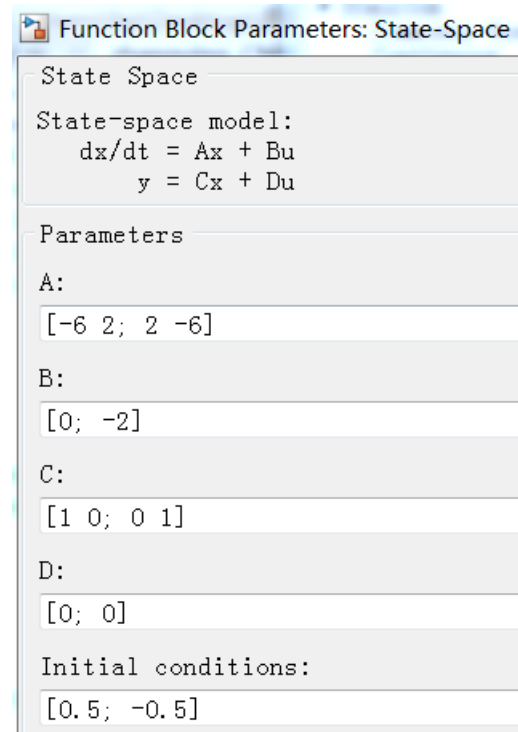 Function Block Parameters: State-Space
State Space
State-space model:
dx/dt = Ax + Bu
y = Cx + Du
Parameters
A:
[-6 2; 2 -6]
B:
[0; -2]
C:
[1 0; 0 1]
D:
[0; 0]
Initial conditions:
[0.5; -0.5]